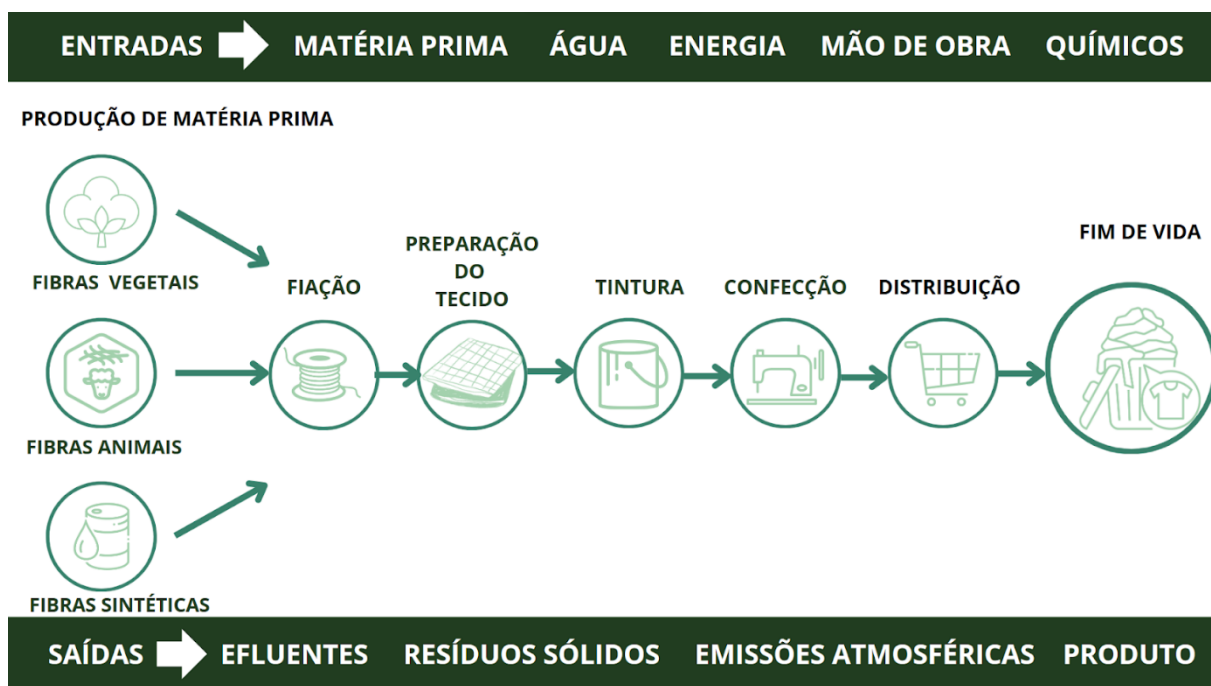 ENTRADAS MATÉRIA PRIMA ÁGUA ENERGIA MÃO DE OBRA QUÍMICOS
PRODUÇÃO DE MATÉRIA PRIMA
FIBRAS VEGETAIS
FIBRAS ANIMAIS
FIBRAS SINTÉTICAS
FIAÇÃO
PREPARAÇÃO
DO
TECIDO
TINTURA
CONFECÇÃO
DISTRIBUIÇÃO
FIM DE VIDA
SAÍDAS EFLUENTES RESÍDUOS SÓLIDOS EMISSÕES ATMOSFÉRICAS PRODUTO